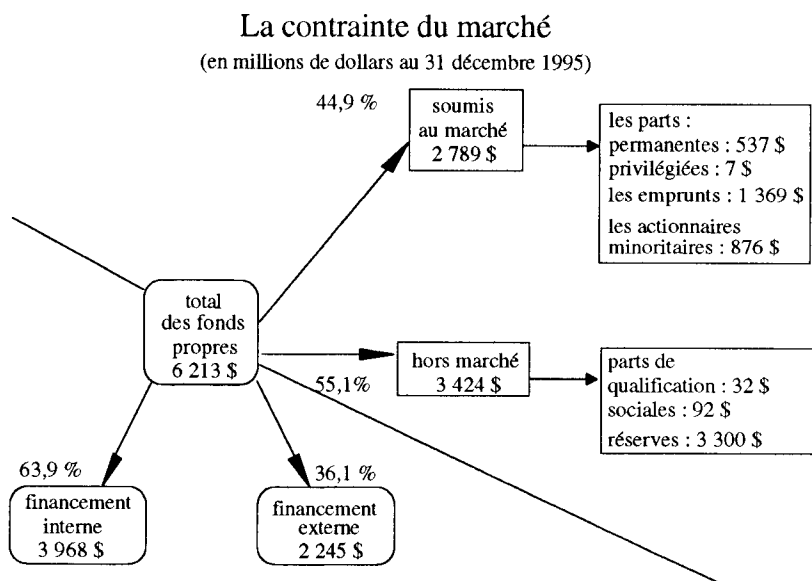 La contrainte du marché
(en millions de dollars au 31 décembre 1995)
44,9 %
soumis
au marché
2 789 $
les parts :
permanentes : 537 $
privilégiées : 7 $
les emprunts : 1 369 $
les actionnaires
minoritaires : 876 $
total
des fonds
propres
6 213 $
55,1%
hors marché
3 424 $
parts de
qualification : 32 $
sociales : 92 $
réserves : 3 300 $
63,9 %
financement
interne
3 968 $
36,1 %
financement
externe
2 245 $